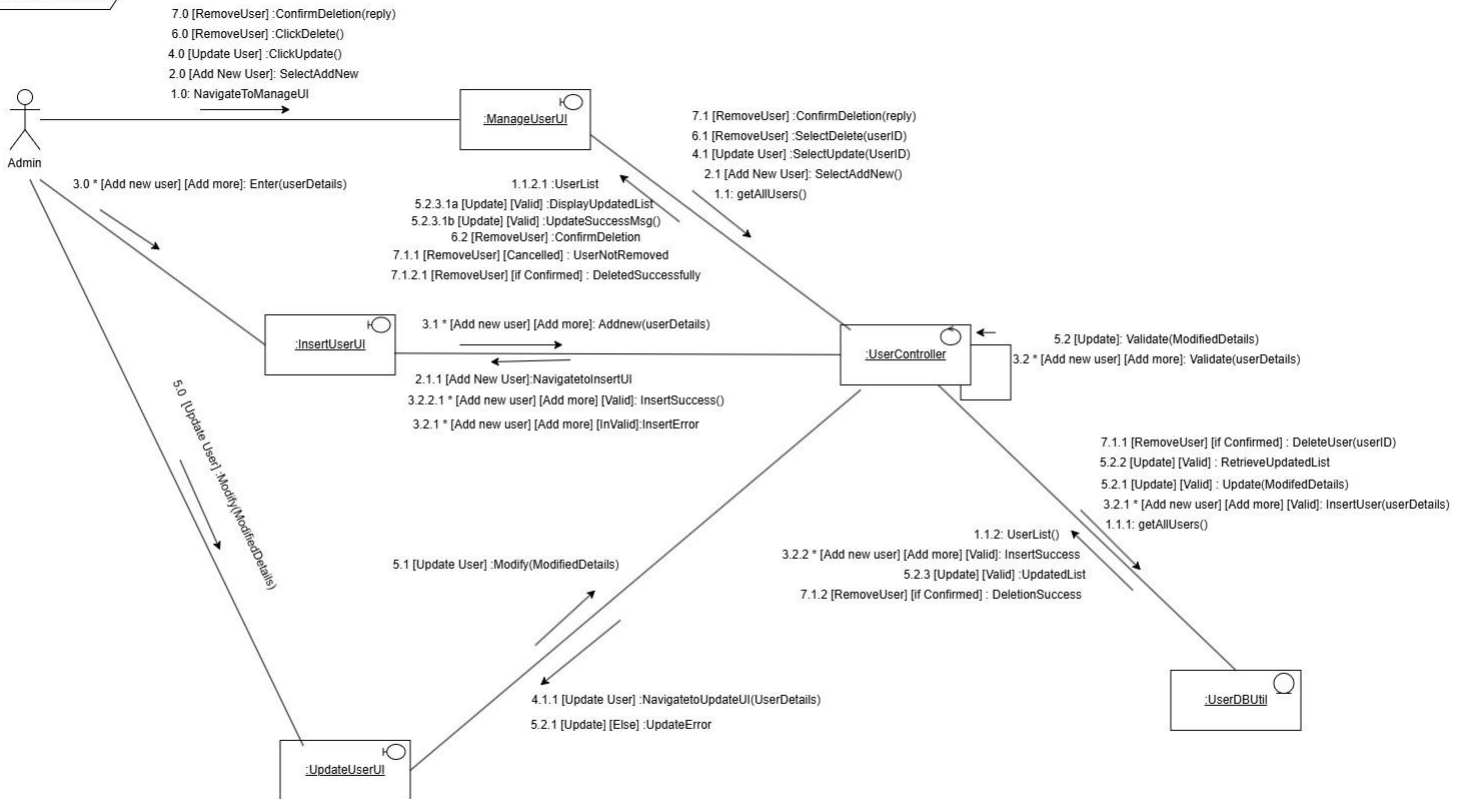 7.0 [RemoveUser] :ConfirmDeletion(reply)
6.0 [RemoveUser] :ClickDelete()
4.0 [Update User] :ClickUpdate()
2.0 [Add New User]: SelectAddNew
1.0: NavigateToManageUI
:ManageUserUI
Admin
7.1 [RemoveUser] :ConfirmDeletion(reply)
6.1 [RemoveUser] :SelectDelete(userID)
4.1 [Update User] :SelectUpdate(UserID)
2.1 [Add New User]: SelectAddNew()
1.1: getAllUsers()
3.0 * [Add new user] [Add more]: Enter(userDetails)
1.1.2.1 :UserList
5.2.3.1a [Update] [Valid] :DisplayUpdatedList
5.2.3.1b [Update] [Valid] :UpdateSuccessMsg()
6.2 [RemoveUser] :ConfirmDeletion
7.1.1 [RemoveUser] [Cancelled] : UserNotRemoved
7.1.2.1 [RemoveUser] [if Confirmed] : DeletedSuccessfully
:InsertUserUI
3.1 * [Add new user] [Add more]: Addnew(userDetails)
:UserController
5.2 [Update]: Validate(ModifiedDetails)
3.2 * [Add new user] [Add more]: Validate(userDetails)
2.1.1 [Add New User]:NavigatetoInsertUI
3.2.2.1 * [Add new user] [Add more] [Valid]: InsertSuccess()
3.2.1 * [Add new user] [Add more] [InValid]:InsertError
5.0 [Update User] :Modify(ModifiedDetails)
7.1.1 [RemoveUser] [if Confirmed] : DeleteUser(userID)
5.2.2 [Update] [Valid] : RetrieveUpdatedList
5.2.1 [Update] [Valid] : Update(ModifedDetails)
3.2.1 * [Add new user] [Add more] [Valid]: InsertUser(userDetails)
1.1.1: getAllUsers()
1.1.2: UserList()
3.2.2 * [Add new user] [Add more] [Valid]: InsertSuccess
5.2.3 [Update] [Valid] :UpdatedList
7.1.2 [RemoveUser] [if Confirmed] : DeletionSuccess
5.1 [Update User] :Modify(ModifiedDetails)
4.1.1 [Update User] :NavigatetoUpdateUI(UserDetails)
5.2.1 [Update] [Else] :UpdateError
:UserDBUtil
:UpdateUserUI